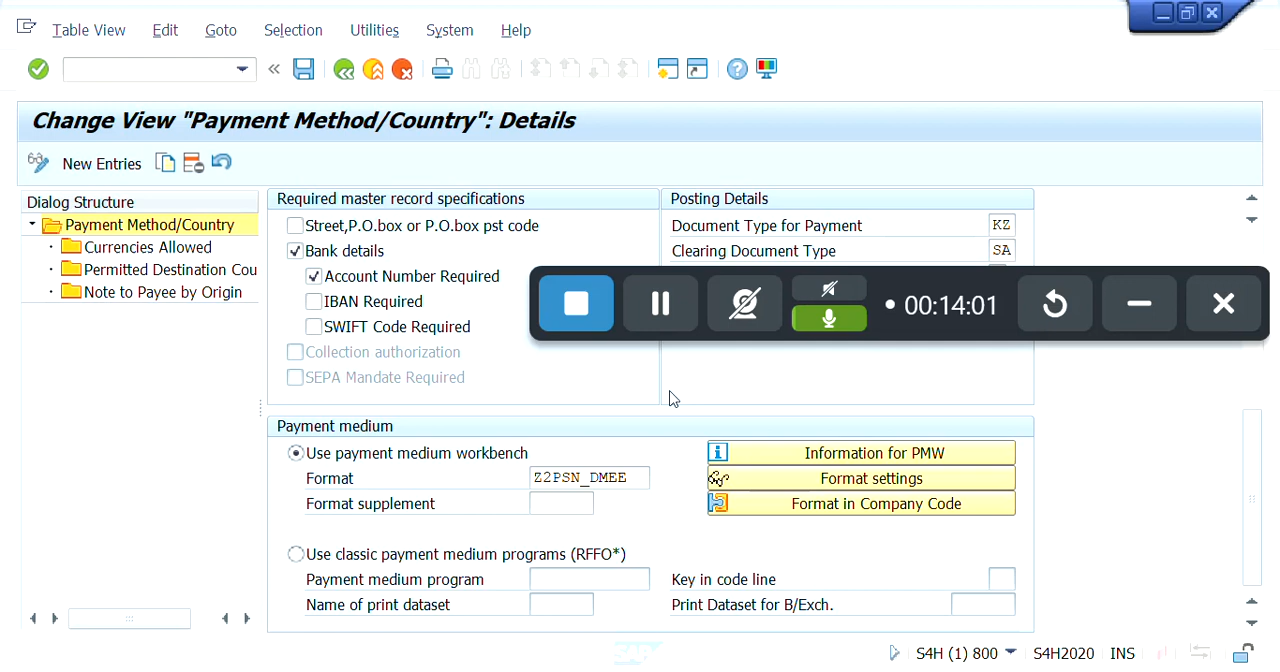 Table View Edit Goto Selection Utilities System Help
Change View "Payment Method/Country": Details
New Entries
Dialog Structure
Payment Method/Country
Currencies Allowed
Permitted Destination Cou
Note to Payee by Origin
Required master record specifications
Street,P.O.box or P.O.box pst code
Bank details
Account Number Required
IBAN Required
SWIFT Code Required
Collection authorization
SEPA Mandate Required
Posting Details
Document Type for Payment KZ
Clearing Document Type SA
00:14:01
Payment medium
Use payment medium workbench
Format Z2PSN_DMEE
Format supplement
Information for PMW
Format settings
Format in Company Code
Use classic payment medium programs (RFFO*)
Payment medium program
Key in code line
Name of print dataset
Print Dataset for B/Exch.
SAP
S4H (1) 800 S4H2020 INS